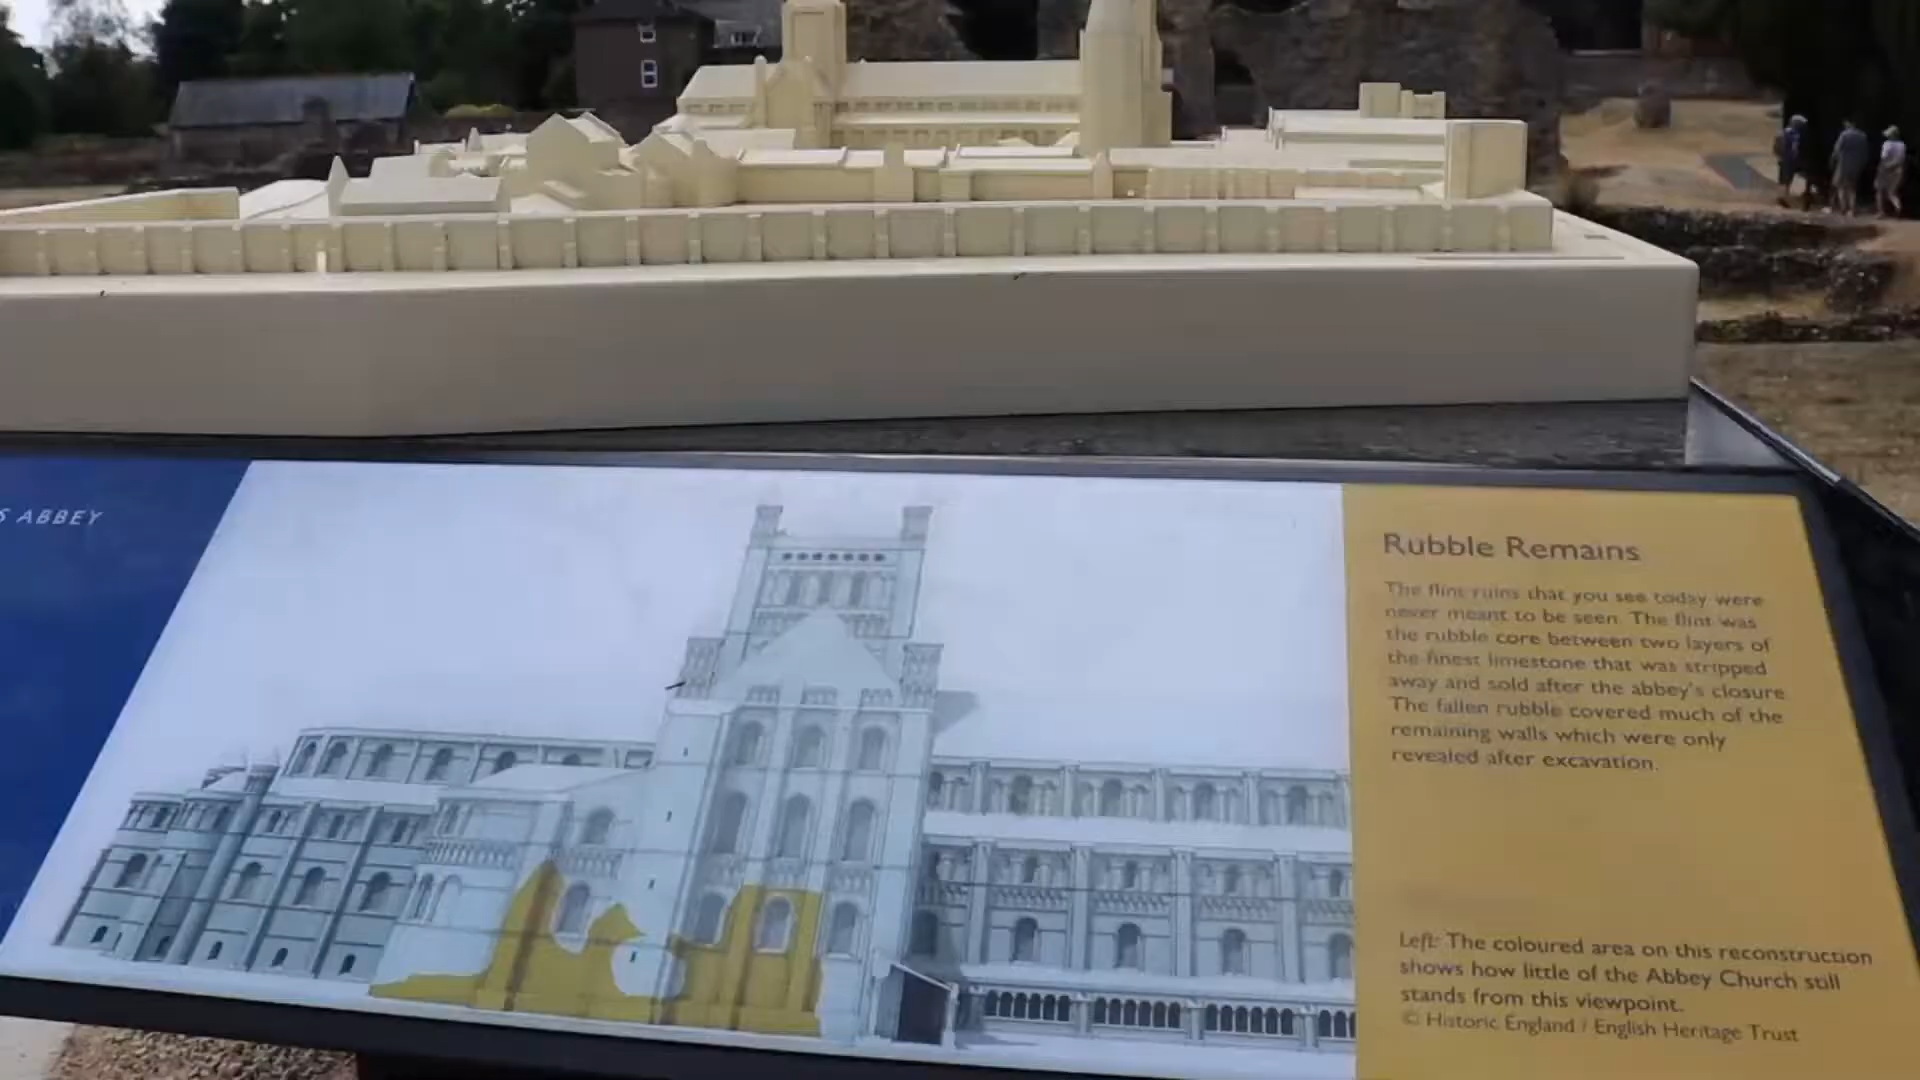 S ABBEY
Rubble Remains
The flint ruins that you see today were
never meant to be seen. The flint was
the rubble core between two layers of
the finest limestone that was stripped
away and sold after the abbey's closure
The fallen rubble covered much of the
remaining walls which were only
revealed after excavation.
Left: The coloured area on this reconstruction
shows how little of the Abbey Church still
stands from this viewpoint.
© Historic England / English Heritage Trust